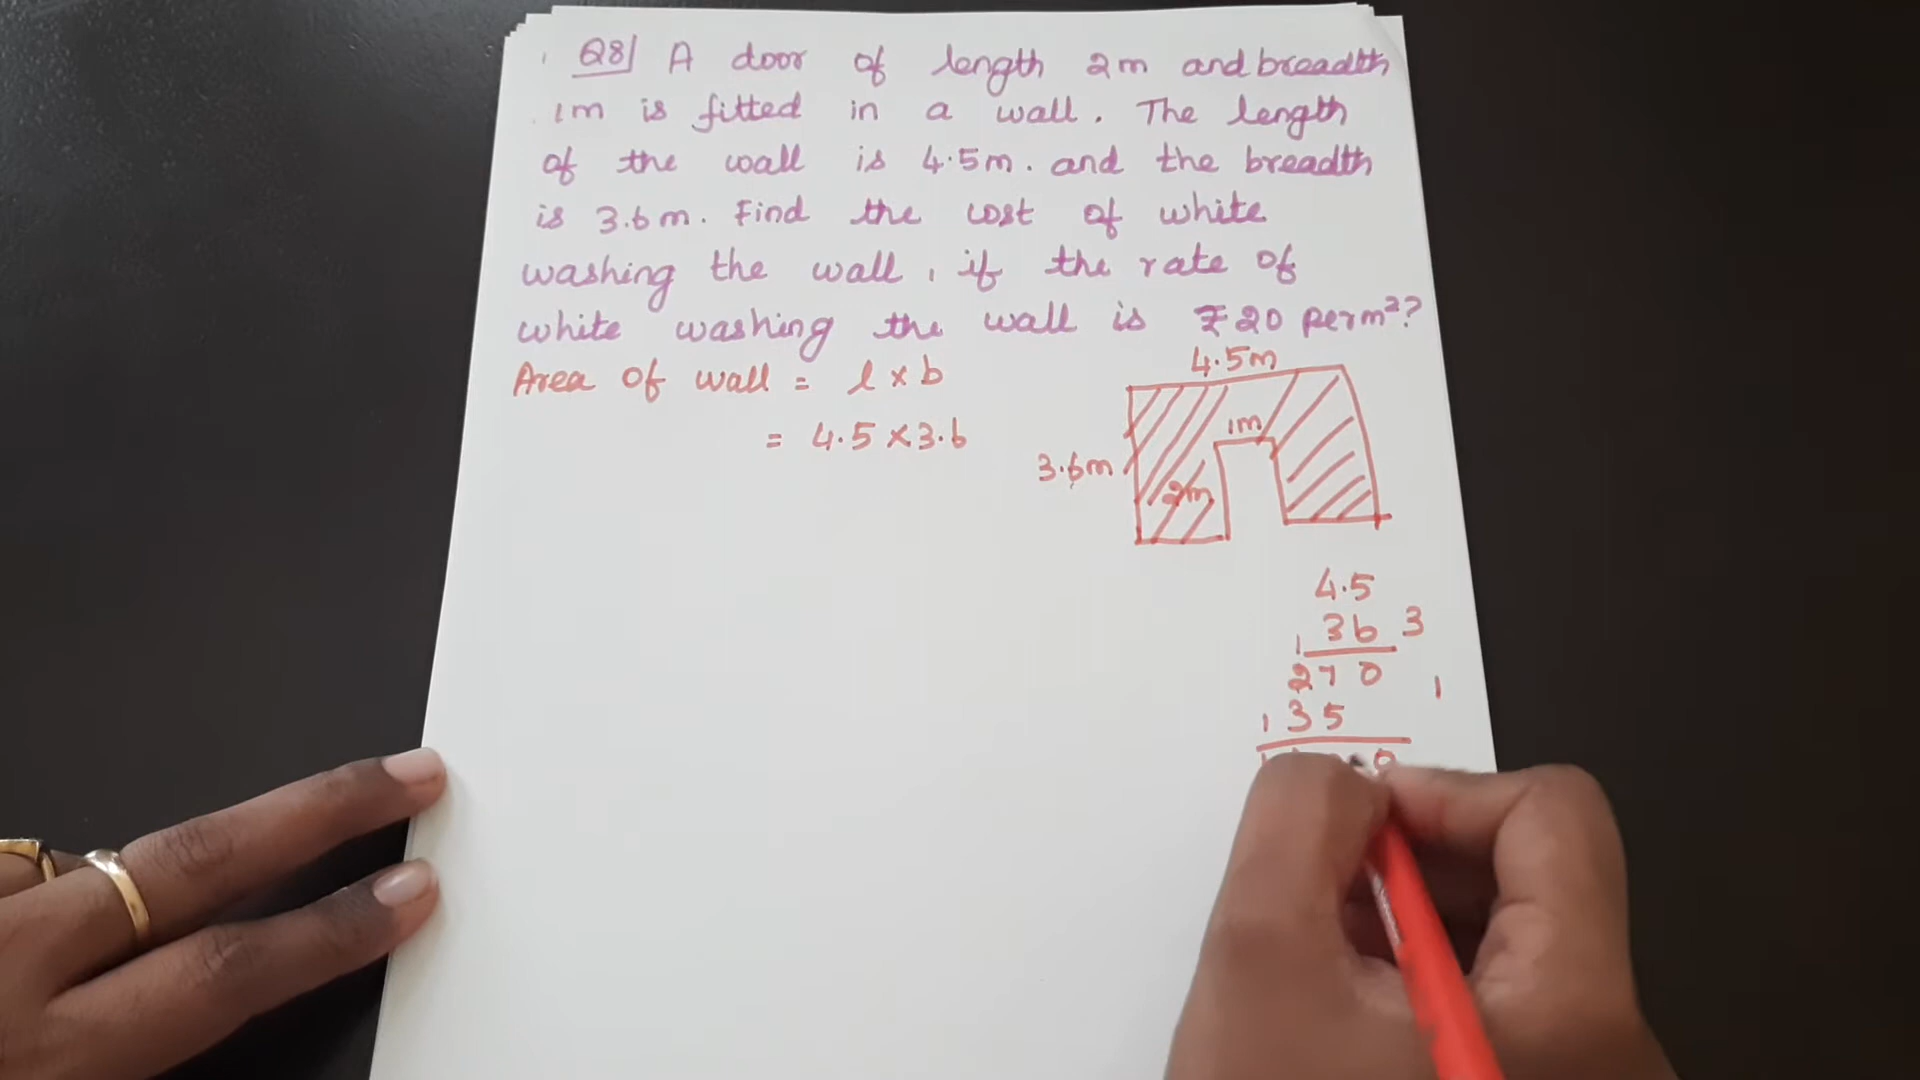 Q8 A door of length 2m and breadth
1m is fitted in a wall. The length
of the wall is 4.5m. and the breadth
is 3.6m. Find the cost of white
washing the wall, if the rate of
white washing the wall is ₹20 per m²?
4.5m
Area of wall = l × b
1m
= 4.5 × 3.6
3.6m
2m
4.5
36 3
1
270
1
135
0